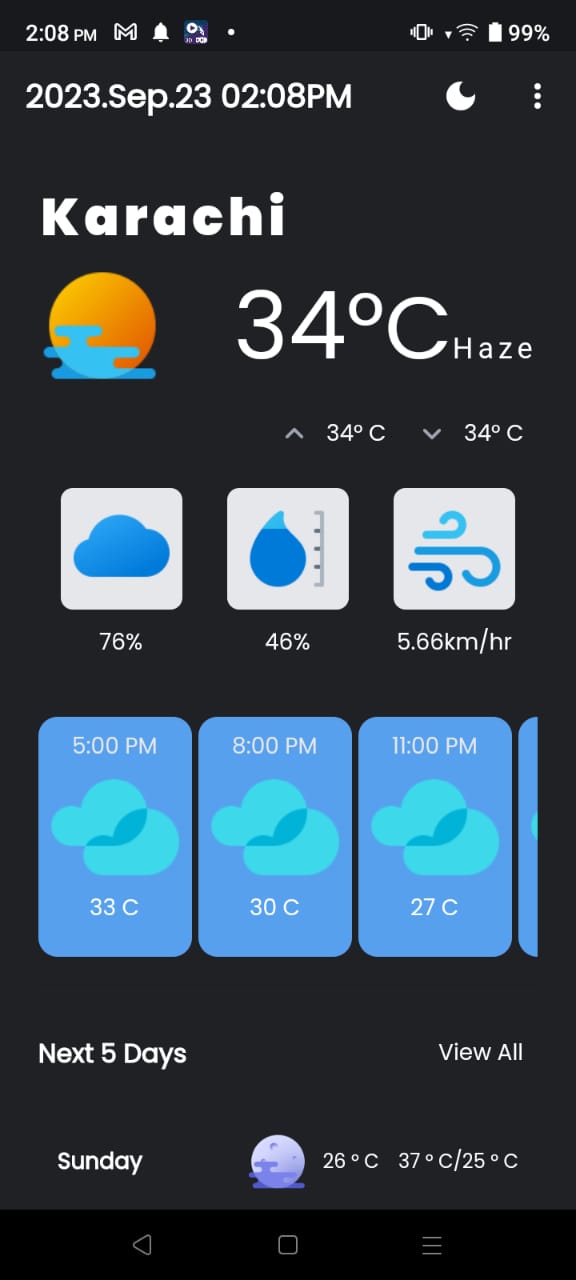 2:08 PM 99%
2023.Sep.23 02:08PM
Karachi
34°C Haze
34° C 34° C
76% 46% 5.66km/hr
5:00 PM 8:00 PM 11:00 PM
33 C 30 C 27 C
Next 5 Days View All
Sunday 26 ° C 37 ° C/25 ° C